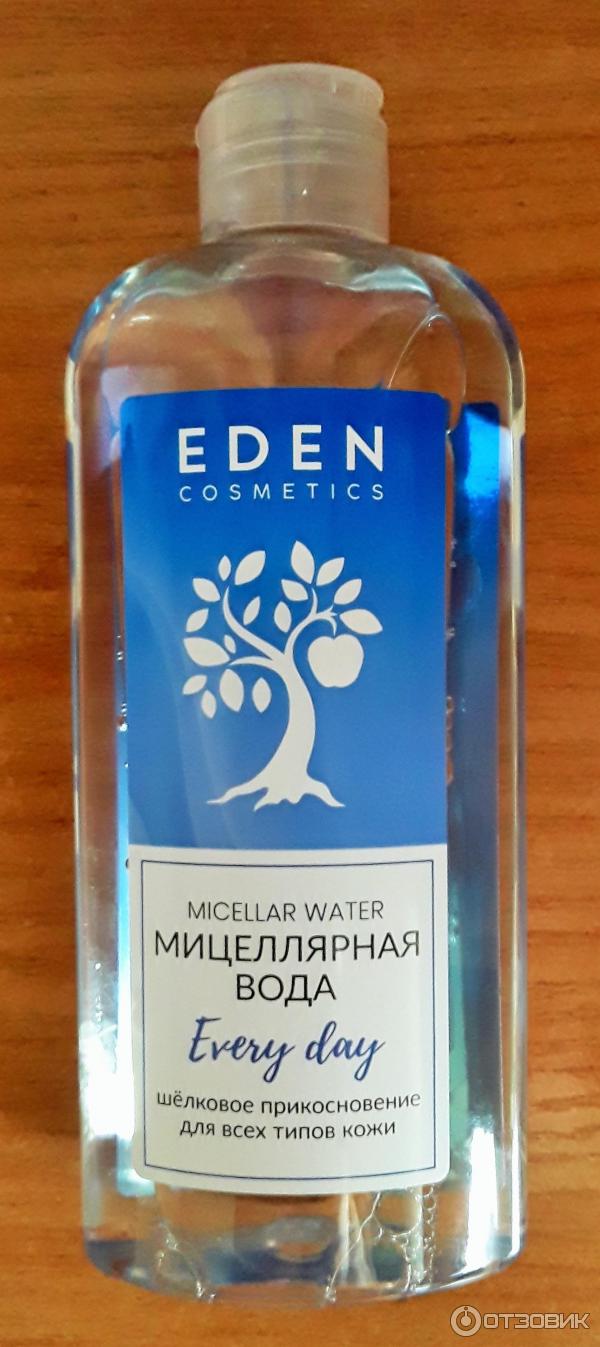 EDEN
COSMETICS
MICELLAR WATER
МИЦЕЛЛЯРНАЯ
ВОДА
Every day
шёлковое прикосновение
для всех типов кожи
ОТЗОВИК